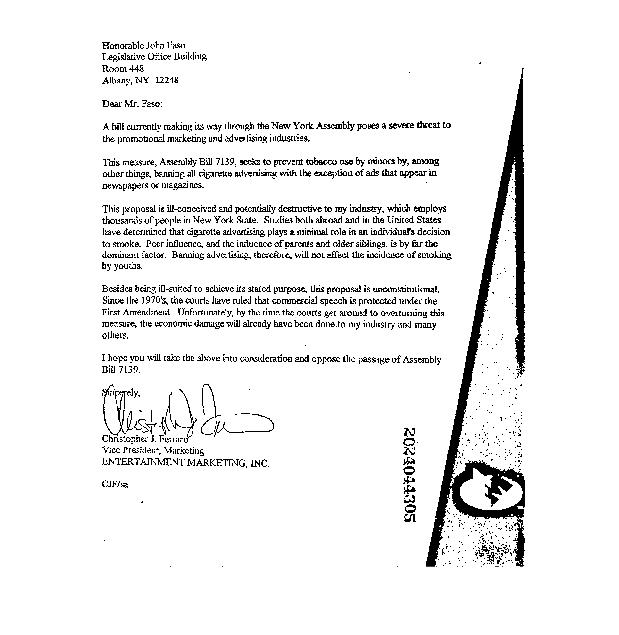 Honorable John Faso
Legislative Office Building
Room 448
Albany, NY 12248
Dear Mr. Faso:
A bill currently making its way through the New York Assembly poses a severe threat to
the promotional marketing and advertising industries.
This measure, Assembly Bill 7139, seeks to prevent tobacco use by minors by, among
other things, banning all cigarette advertising with the exception of ads that appear in
newspapers or magazines.
This proposal is ill-conceived and potentially destructive to my industry, which employs
thousands of people in New York State. Studies both abroad and in the United States
have determined that cigarette advertising plays a minimal role in an individual's decision
to smoke. Peer influence, and the influence of parents and older siblings, is by far the
dominant factor. Banning advertising, therefore, will not effect the incidence of smoking
by youths.
Besides being ill-suited to achieve its stated purpose, this proposal is unconstitutional.
Since the 1970's, the courts have ruled that commercial speech is protected under the
First Amendment. Unfortunately, by the time the courts get around to overturning this
measure, the economic damage will already have been done to my industry and many
others.
I hope you will take the above into consideration and oppose the passage of Assembly
Bill 7139.
Sincerely,
Christopher J.
Vice President, Marketing
ENTERTAINMENT MARKETING, INC.
2024044305